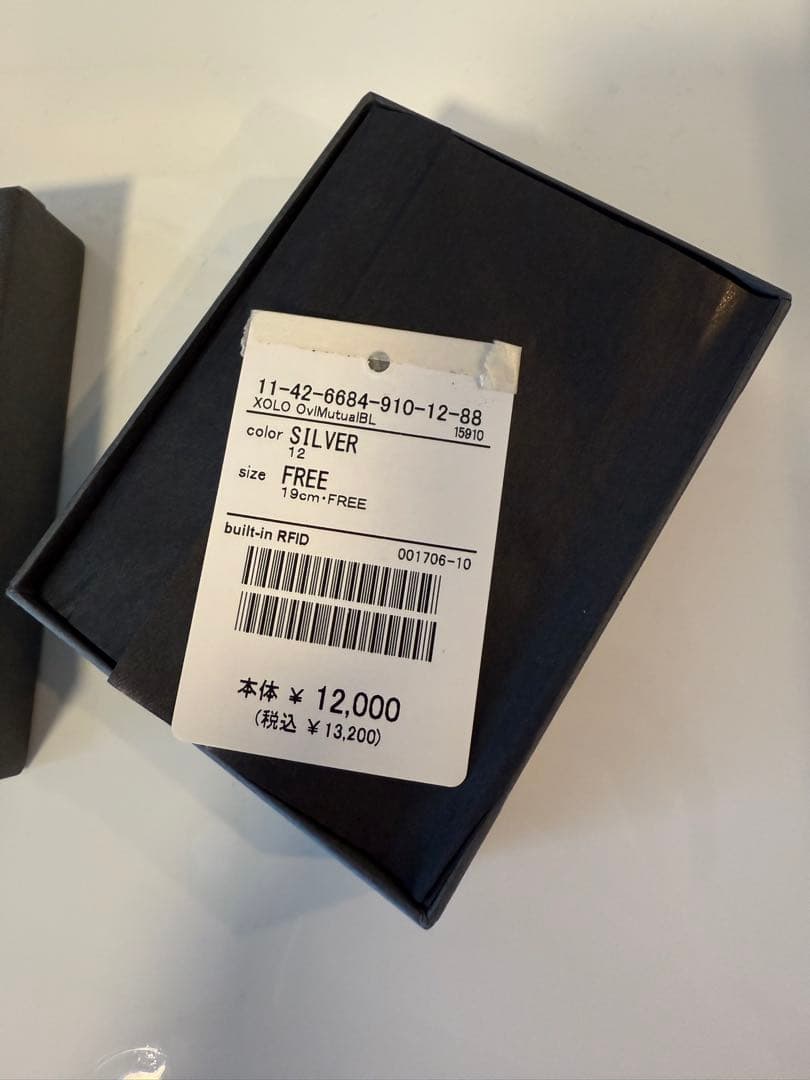 11-42-6684-910-12-88
XOLO OvlMutualBL 15910
color SILVER
12
size FREE
19cm・FREE
built-in RFID
001706-10
本体 ¥ 12,000
(税込 ¥13,200)